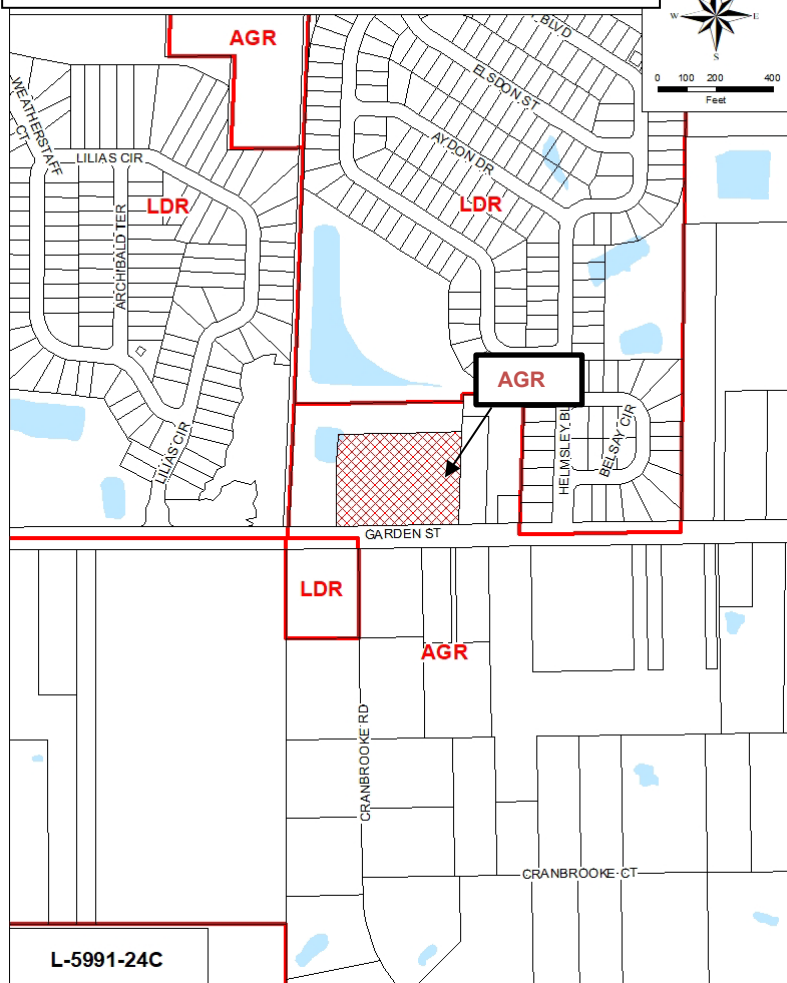 W E
S
0 100 200 400
Feet
AGR
BLVD
ELSDON ST
WEATHERSTAFF
CT
AYDON DR
LILIAS CIR
LDR
LDR
ARCHIBALD TER
AGR
HELMSLEY BL
BELSAY CIR
LILIAS CIR
GARDEN ST
LDR
AGR
CRANBROOKE RD
CRANBROOKE CT
L-5991-24C